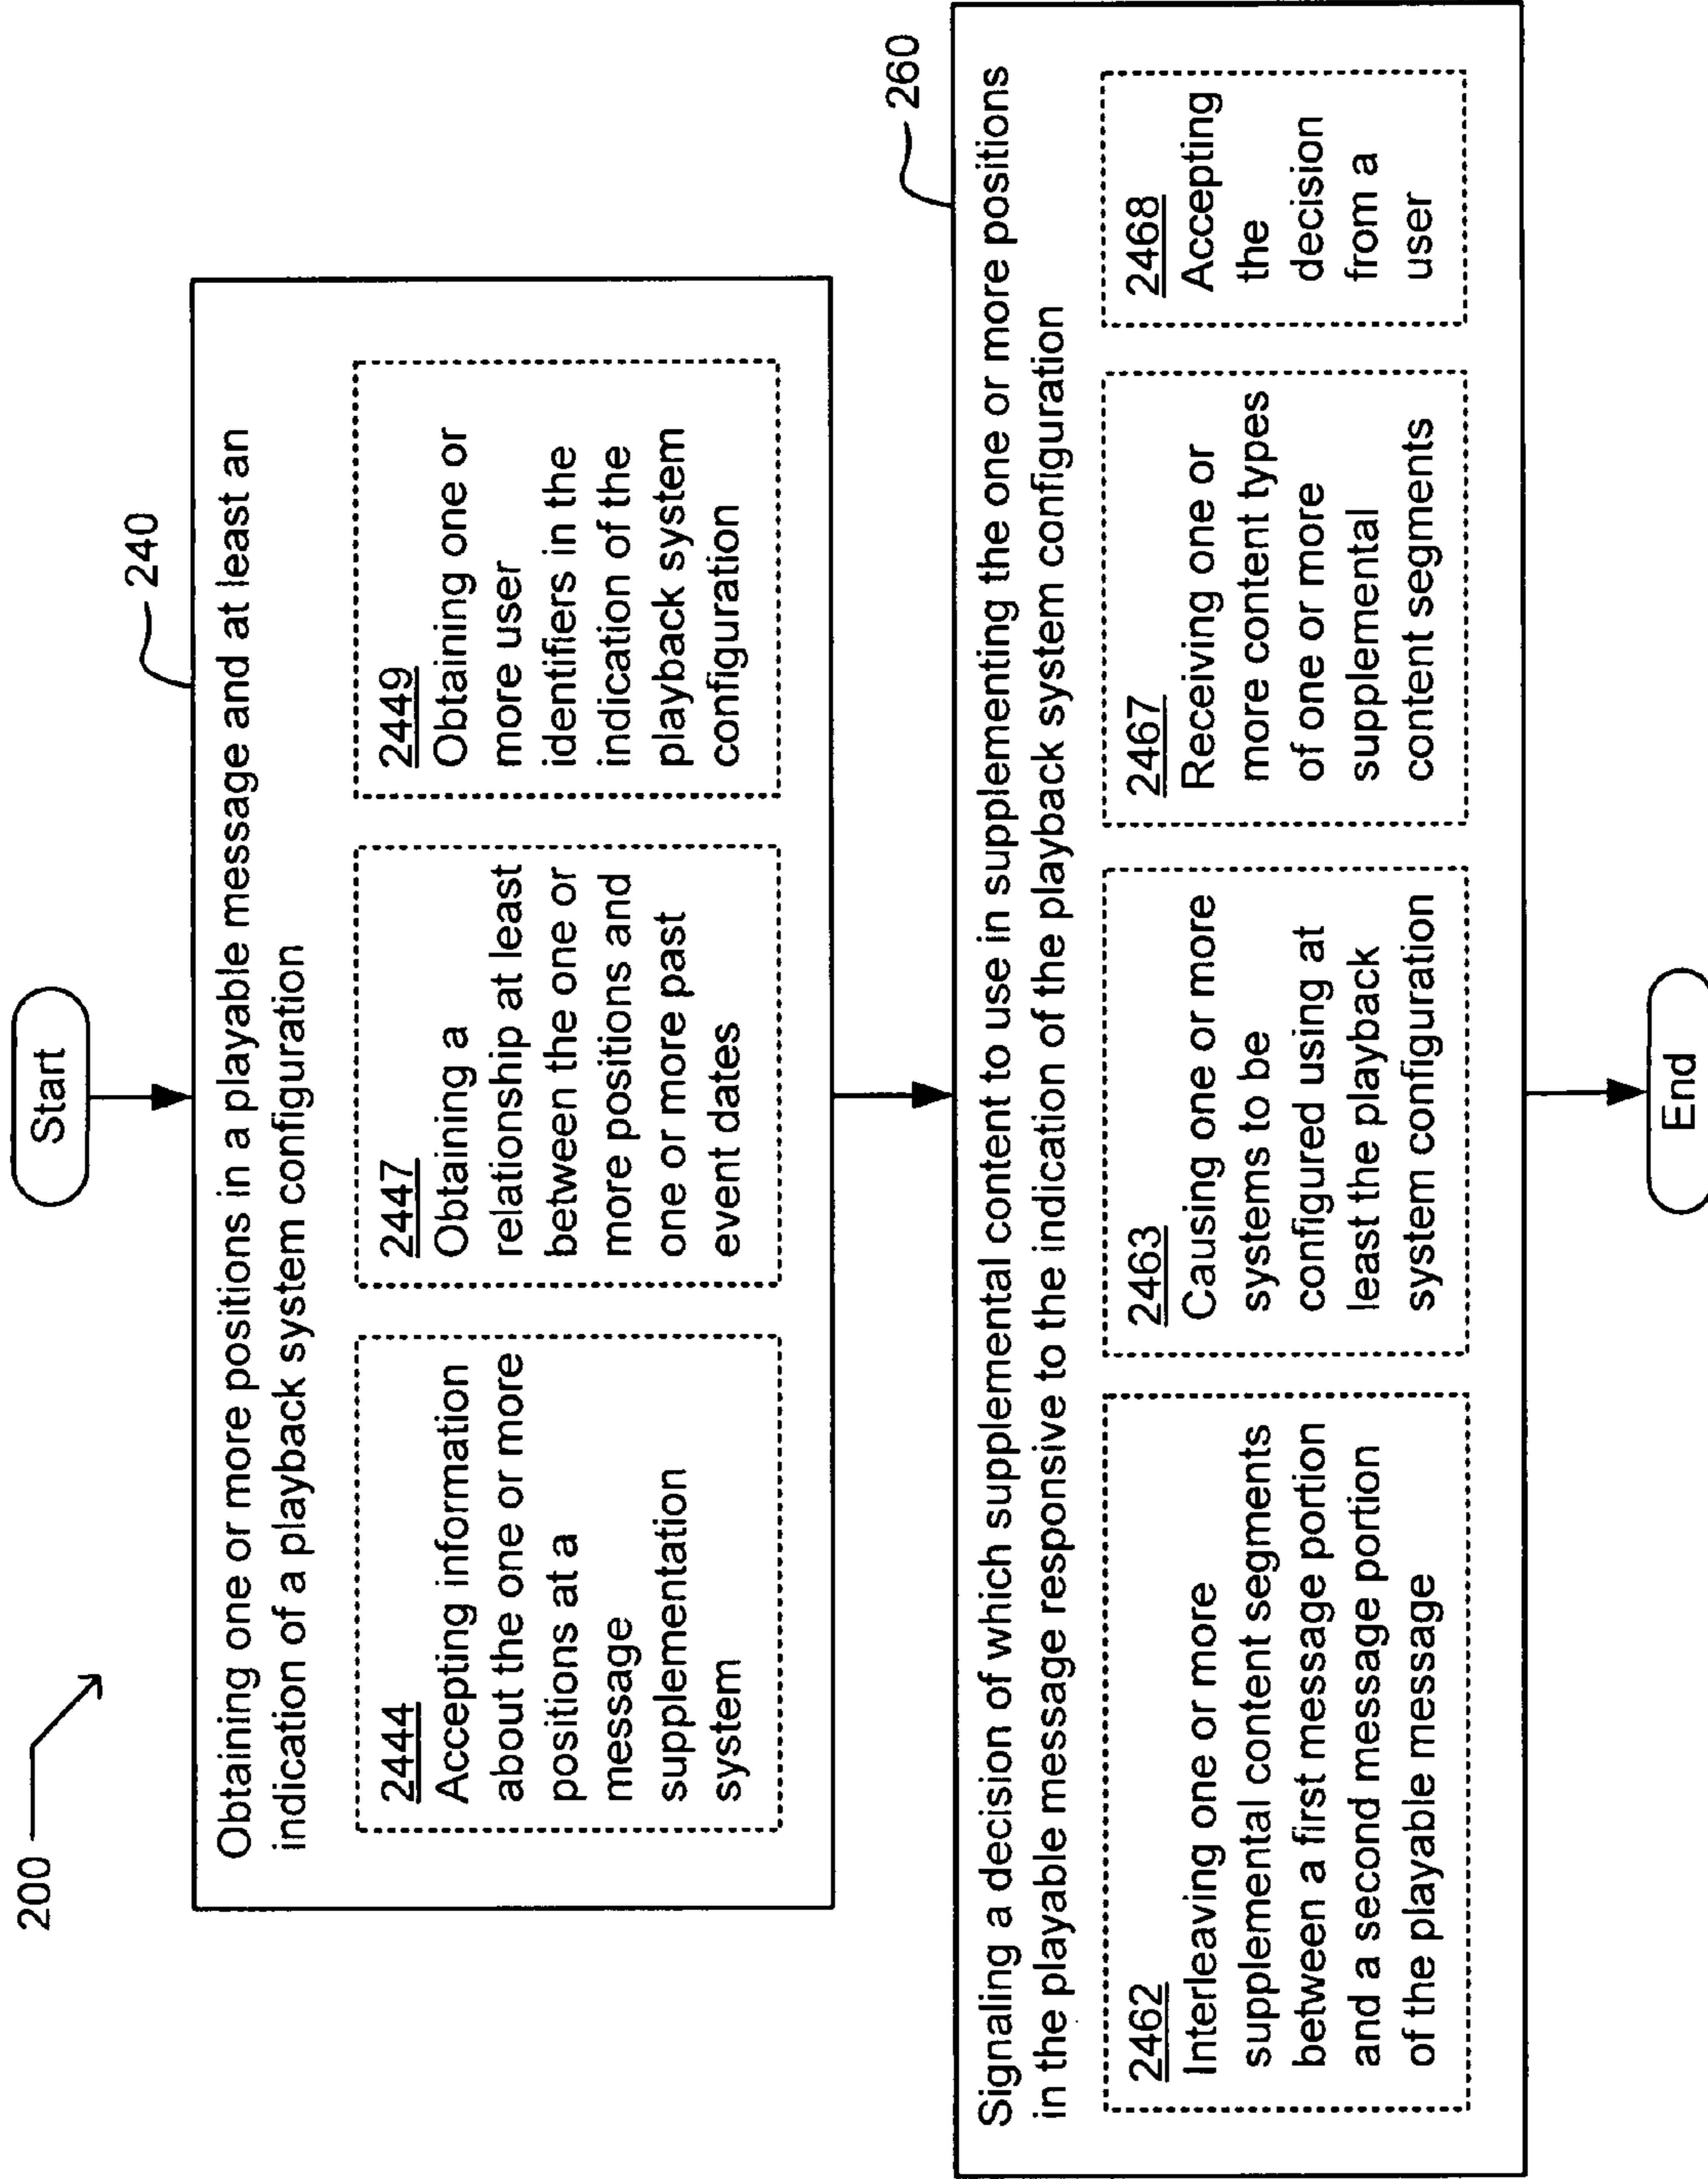 200
Start
240
Obtaining one or more positions in a playable message and at least an
indication of a playback system configuration
2444
Accepting information
about the one or more
positions at a
message
supplementation
system
2447
Obtaining a
relationship at least
between the one or
more positions and
one or more past
event dates
2449
Obtaining one or
more user
identifiers in the
indication of the
playback system
configuration
260
Signaling a decision of which supplemental content to use in supplementing the one or more positions
in the playable message responsive to the indication of the playback system configuration
2462
Interleaving one or more
supplemental content segments
between a first message portion
and a second message portion
of the playable message
2463
Causing one or more
systems to be
configured using at
least the playback
system configuration
2467
Receiving one or
more content types
of one or more
supplemental
content segments
2468
Accepting
the
decision
from a
user
End